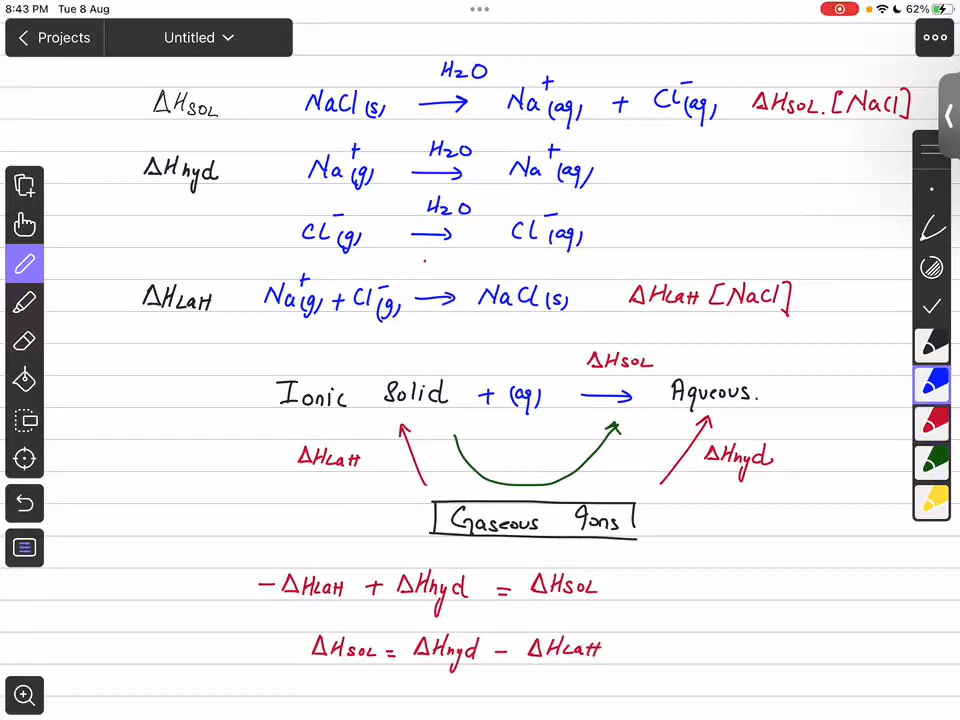 8:43 PM Tue 8 Aug 62%
Projects Untitled
H2O
ΔHSOL NaCl(s) → Na+(aq) + Cl-(aq) ΔHSOL.[NaCl]
H2O
ΔHhyd Na+(g) → Na+(aq)
H2O
Cl-(g) → Cl-(aq)
ΔHLatt Na+(g) + Cl-(g) → NaCl(s) ΔHLatt [NaCl]
ΔHSOL
Ionic Solid + (aq) → Aqueous.
ΔHLatt ΔHhyd
Gaseous Ions
-ΔHLatt + ΔHhyd = ΔHSOL
ΔHSOL = ΔHhyd - ΔHLatt